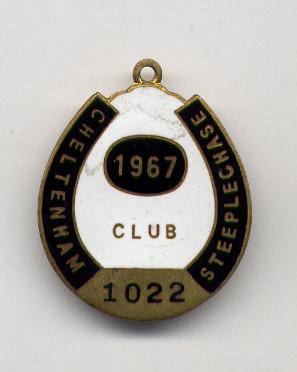 CHELTENHAM
STEEPLECHASE
1967
CLUB
1022